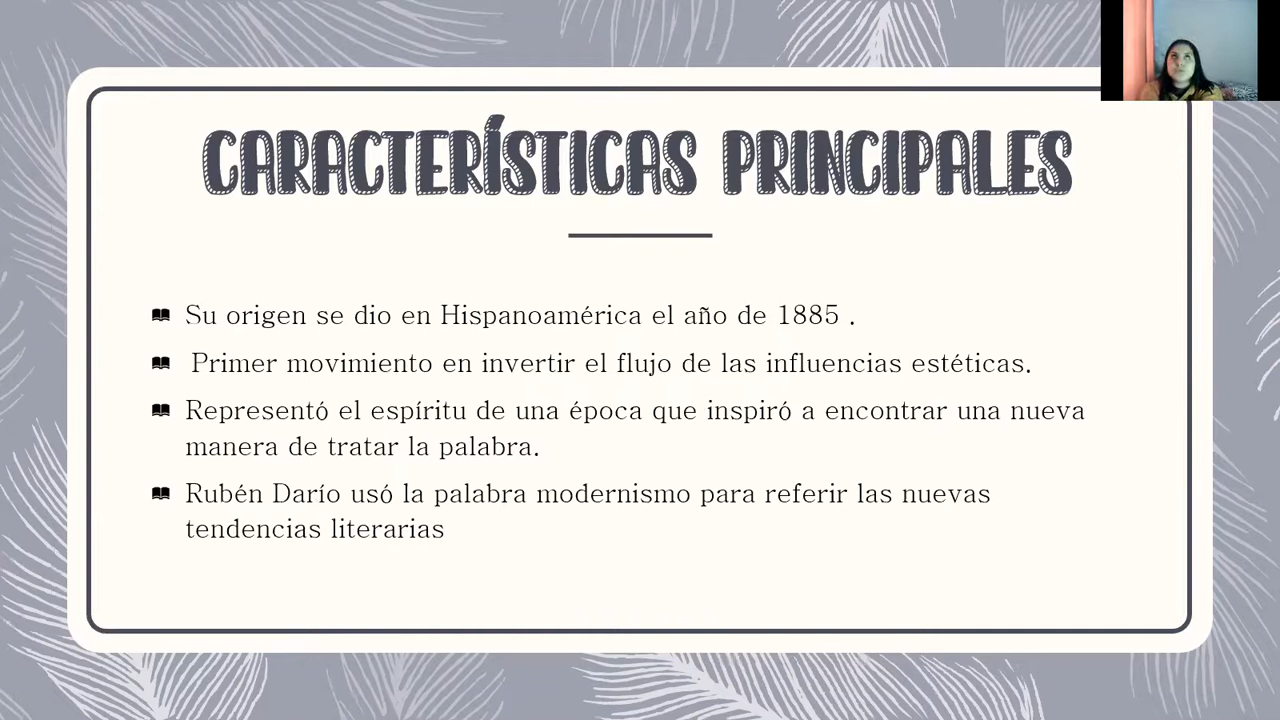 CARACTERÍSTICAS PRINCIPALES
Su origen se dio en Hispanoamérica el año de 1885 .
Primer movimiento en invertir el flujo de las influencias estéticas.
Representó el espíritu de una época que inspiró a encontrar una nueva
manera de tratar la palabra.
Rubén Darío usó la palabra modernismo para referir las nuevas
tendencias literarias